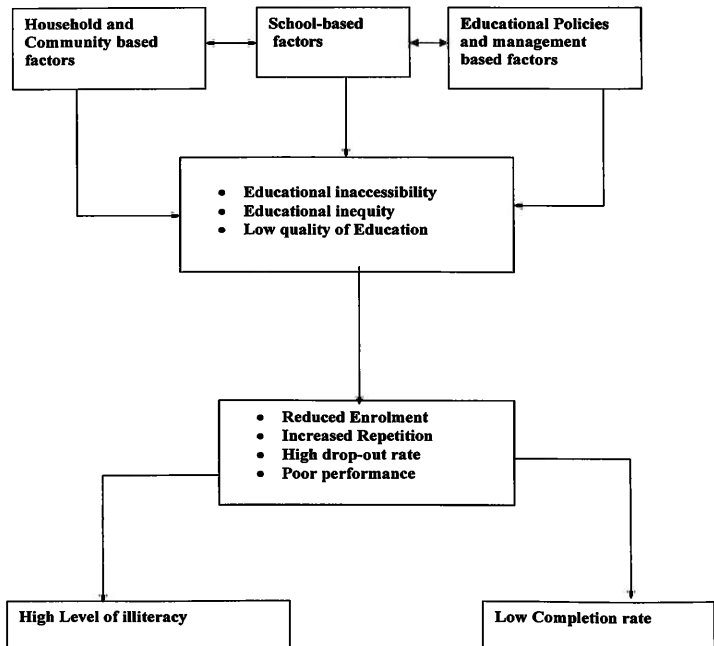 Household and
Community based
factors
School-based
factors
Educational Policies
and management
based factors
• Educational inaccessibility
• Educational inequity
• Low quality of Education
• Reduced Enrolment
• Increased Repetition
• High drop-out rate
• Poor performance
High Level of illiteracy
Low Completion rate